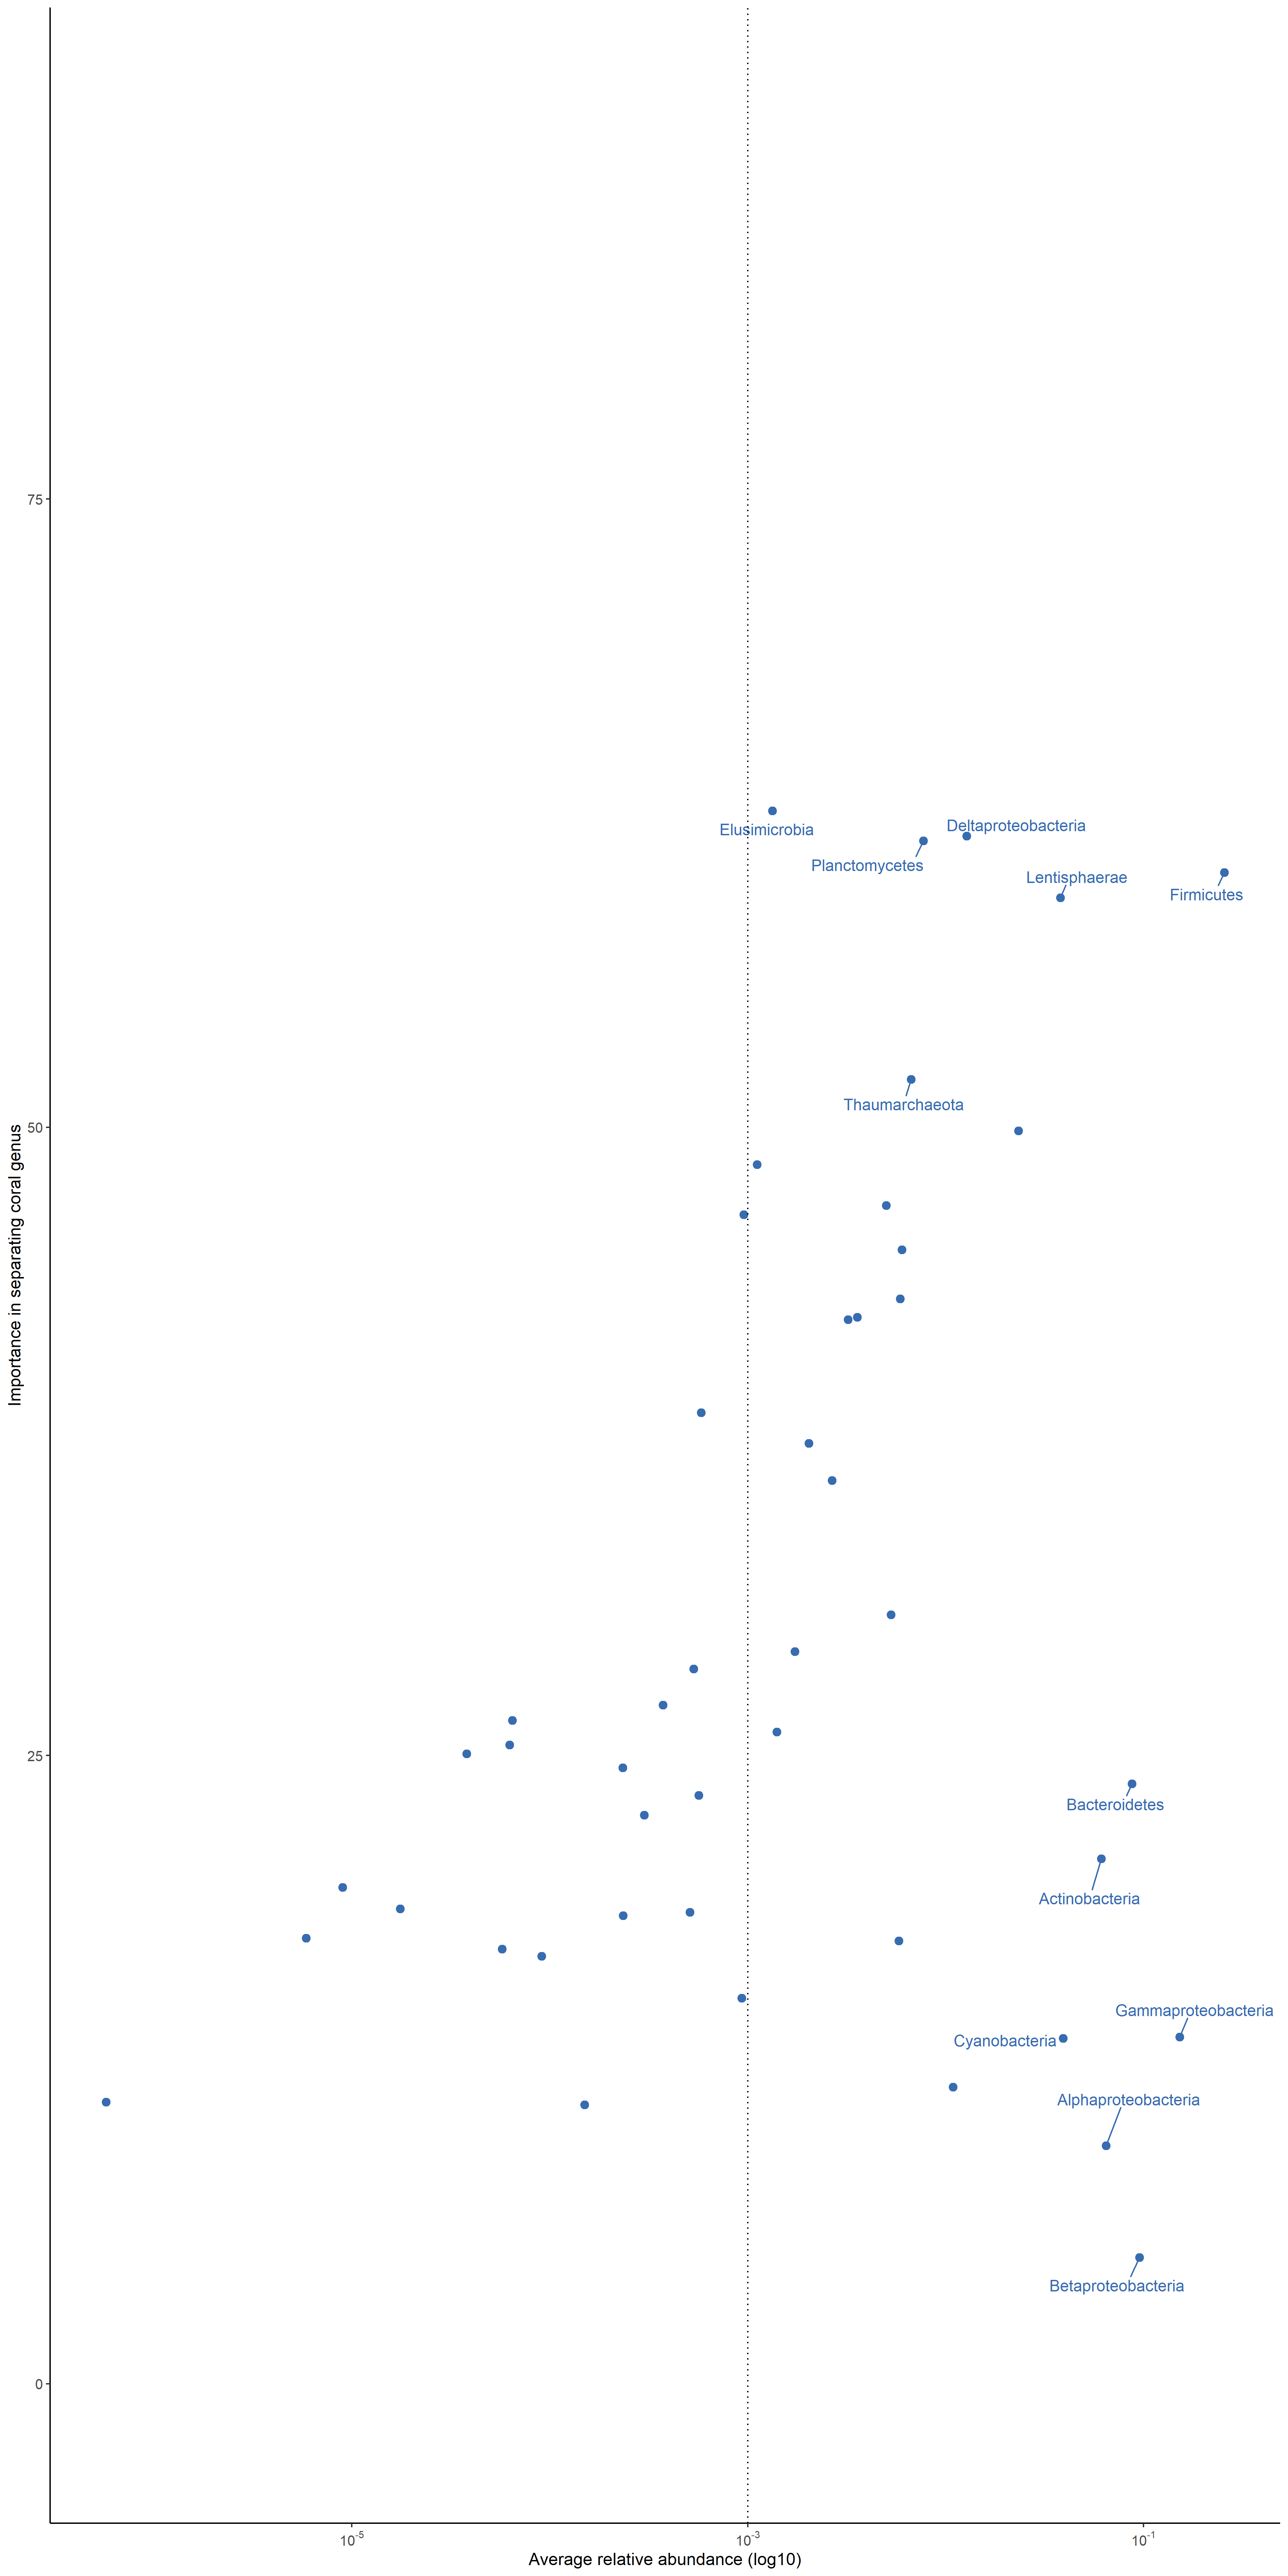 75
Elusimicrobia
Deltaproteobacteria
Planctomycetes
Lentisphaerae
Firmicutes
Thaumarchaeota
50
Importance in separating coral genus
25
Bacteroidetes
Actinobacteria
Gammaproteobacteria
Cyanobacteria
Alphaproteobacteria
Betaproteobacteria
0
10-5 10-3 10-1
Average relative abundance (log10)